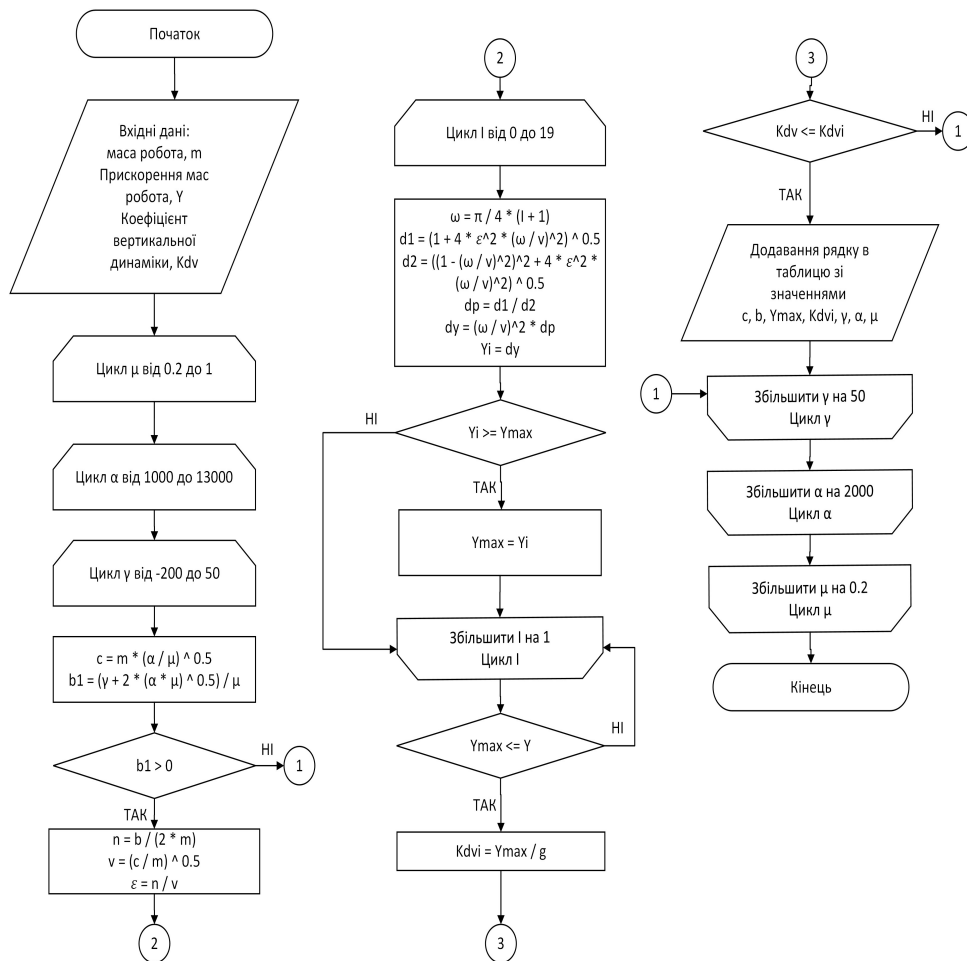 Початок
Вхідні дані:
маса робота, m
Прискорення мас
робота, Y
Коефіцієнт
вертикальної
динаміки, Kdv
Цикл μ від 0.2 до 1
Цикл α від 1000 до 13000
Цикл γ від -200 до 50
c = m * (α / μ) ^ 0.5
b1 = (γ + 2 * (α * μ) ^ 0.5) / μ
b1 > 0
НІ
1
ТАК
n = b / (2 * m)
v = (c / m) ^ 0.5
ε = n / v
2
2
Цикл I від 0 до 19
ω = π / 4 * (I + 1)
d1 = (1 + 4 * ε^2 * (ω / v)^2) ^ 0.5
d2 = ((1 - (ω / v)^2)^2 + 4 * ε^2 *
(ω / v)^2) ^ 0.5
dp = d1 / d2
dy = (ω / v)^2 * dp
Yi = dy
НІ
Yi >= Ymax
ТАК
Ymax = Yi
Збільшити I на 1
Цикл I
Ymax <= Y
НІ
ТАК
Kdvi = Ymax / g
3
3
Kdv <= Kdvi
НІ
1
ТАК
Додавання рядку в
таблицю зі
значеннями
c, b, Ymax, Kdvi, γ, α, μ
1
Збільшити γ на 50
Цикл γ
Збільшити α на 2000
Цикл α
Збільшити μ на 0.2
Цикл μ
Кінець